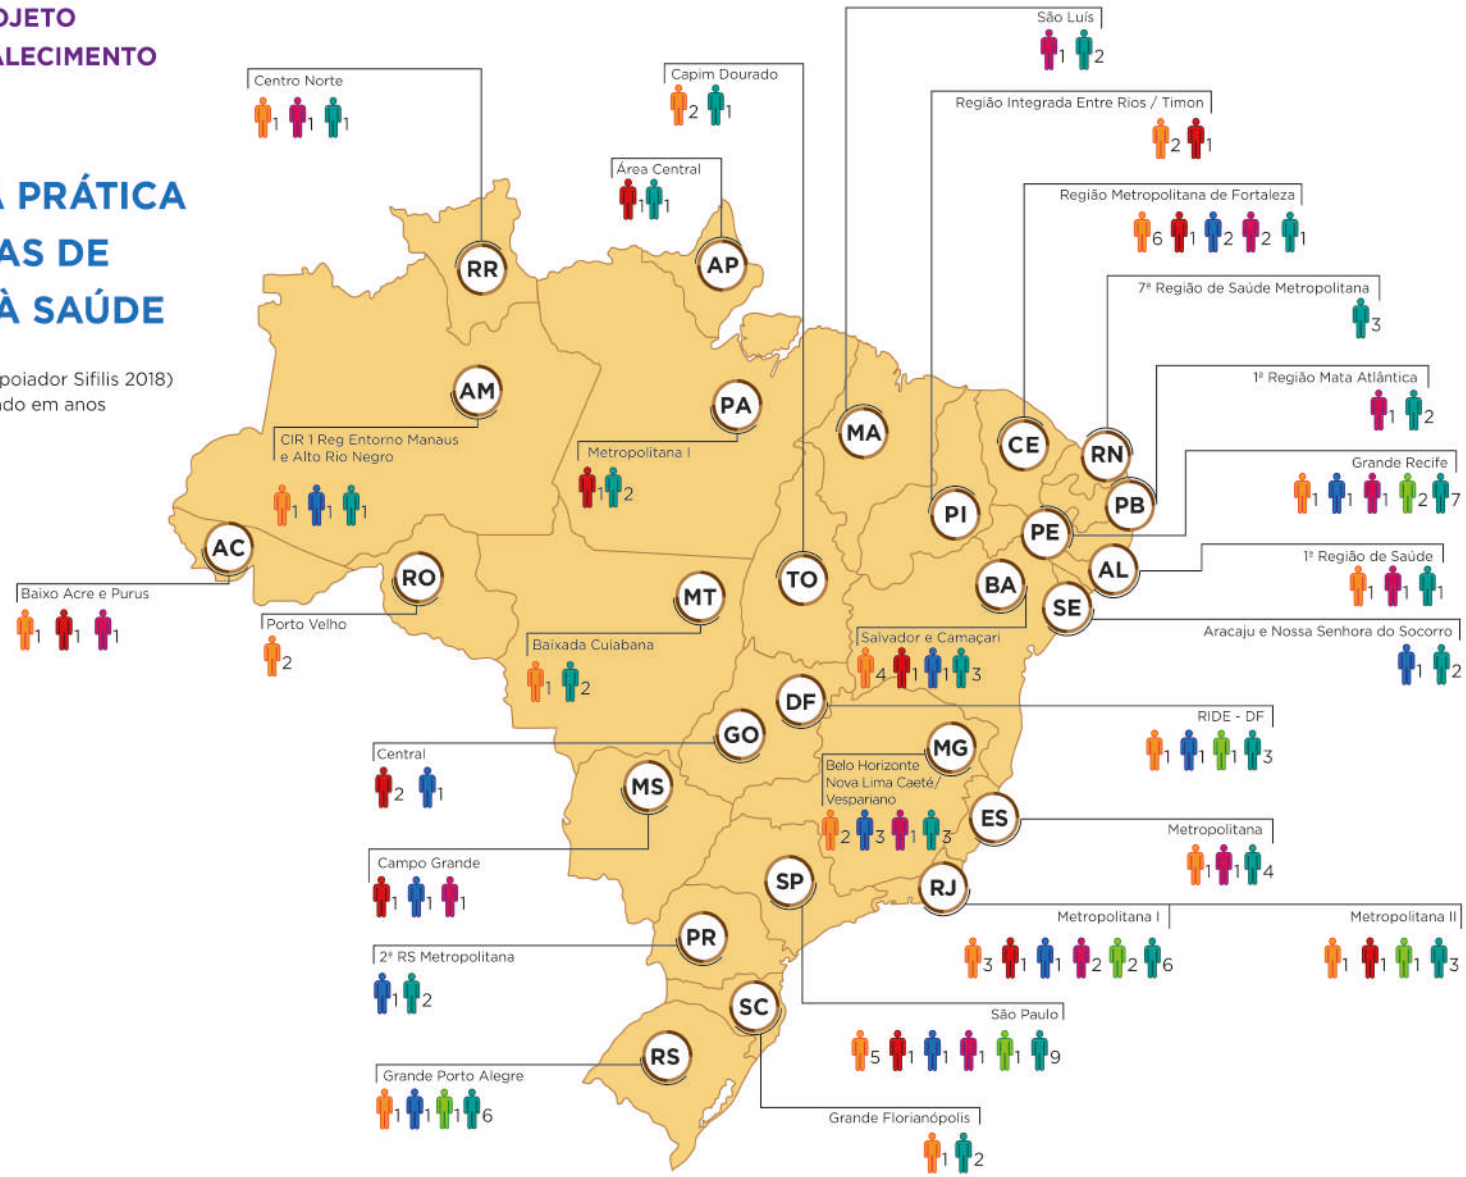 OJETO
ALECIMENTO
À PRÁTICA
AS DE
À SAÚDE
poiador Sifilis 2018)
ado em anos
Centro Norte
1 1 1
Capim Dourado
2 1
São Luís
1 2
Região Integrada Entre Rios / Timon
2 1
Área Central
1 1
Região Metropolitana de Fortaleza
6 1 2 2 1
7ª Região de Saúde Metropolitana
3
1ª Região Mata Atlântica
1 2
Grande Recife
1 1 1 2 7
1ª Região de Saúde
1 1 1
Aracaju e Nossa Senhora do Socorro
1 2
RR
AP
AM
PA
MA
CE
RN
PB
PI
PE
AL
AC
RO
MT
TO
BA
SE
DF
GO
MG
MS
ES
SP
RJ
PR
SC
RS
CIR 1 Reg Entorno Manaus
e Alto Rio Negro
1 1 1
Metropolitana I
1 2
Baixo Acre e Purus
1 1 1
Porto Velho
2
Baixada Cuiabana
1 2
Salvador e Camaçari
4 1 1 3
RIDE - DF
1 1 1 3
Central
2 1
Belo Horizonte
Nova Lima Caeté/
Vespariano
2 3 1 3
Metropolitana
1 1 4
Campo Grande
1 1 1
Metropolitana I
3 1 1 2 2 6
Metropolitana II
1 1 1 3
2ª RS Metropolitana
1 2
São Paulo
5 1 1 1 1 9
Grande Porto Alegre
1 1 1 6
Grande Florianópolis
1 2